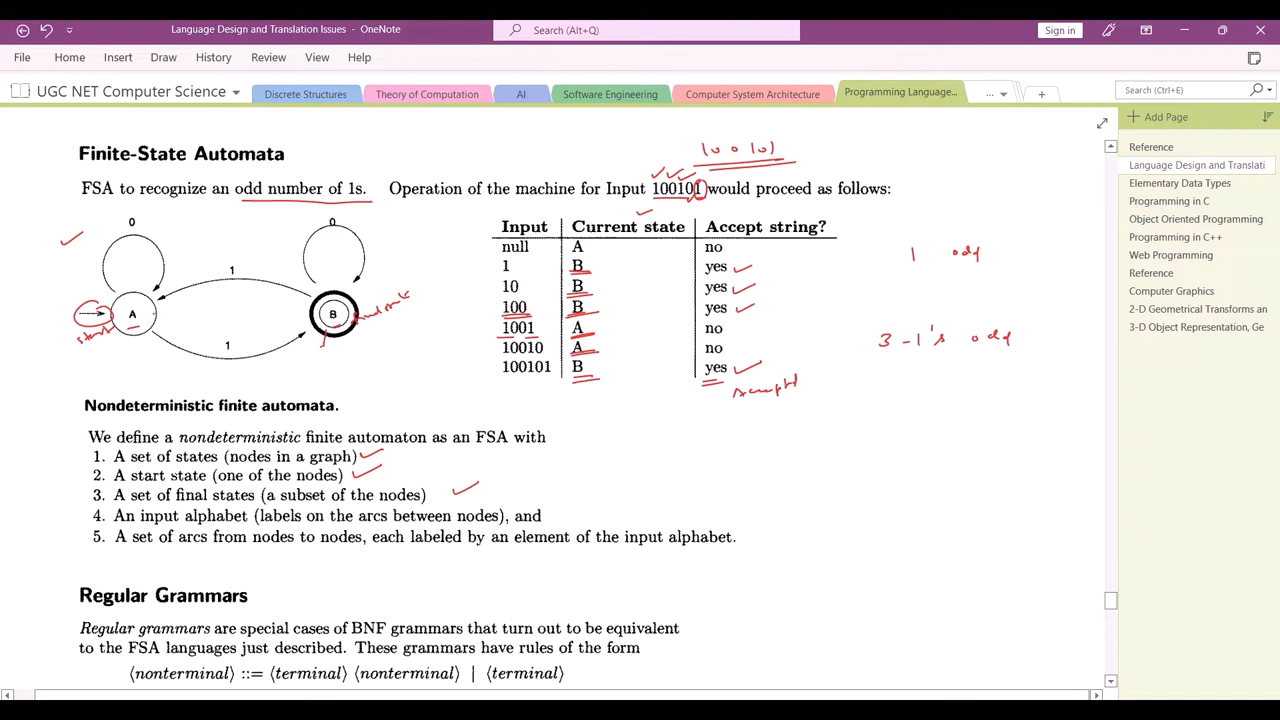 Language Design and Translation Issues - OneNote
Search (Alt+Q)
Sign in
File Home Insert Draw History Review View Help
UGC NET Computer Science
Discrete Structures
Theory of Computation
AI
Software Engineering
Computer System Architecture
Programming Language...
...
Search (Ctrl+E)
Add Page
Reference
Language Design and Translati
Elementary Data Types
Programming in C
Object Oriented Programming
Programming in C++
Web Programming
Reference
Computer Graphics
2-D Geometrical Transforms an
3-D Object Representation, Ge
Finite-State Automata
100101
FSA to recognize an odd number of 1s. Operation of the machine for Input 100101 would proceed as follows:
0
0
1
1
A
B
start
Input Current state Accept string?
null A no
1 B yes
10 B yes
100 B yes
1001 A no
10010 A no
100101 B yes
Accepted
1 odd
3 - 1's odd
Nondeterministic finite automata.
We define a nondeterministic finite automaton as an FSA with
1. A set of states (nodes in a graph)
2. A start state (one of the nodes)
3. A set of final states (a subset of the nodes)
4. An input alphabet (labels on the arcs between nodes), and
5. A set of arcs from nodes to nodes, each labeled by an element of the input alphabet.
Regular Grammars
Regular grammars are special cases of BNF grammars that turn out to be equivalent
to the FSA languages just described. These grammars have rules of the form
⟨nonterminal⟩ ::= ⟨terminal⟩ ⟨nonterminal⟩ | ⟨terminal⟩